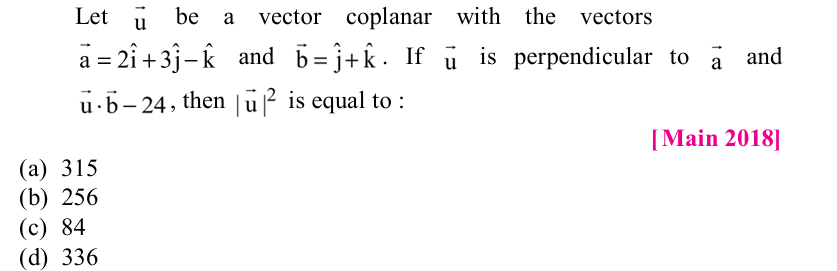 Let $\vec{u}$ be a vector coplanar with the vectors
$\vec{a} = 2\hat{i} + 3\hat{j} - \hat{k}$ and $\vec{b} = \hat{j} + \hat{k}$. If $\vec{u}$ is perpendicular to $\vec{a}$ and
$\vec{u} \cdot \vec{b} - 24$, then $|\vec{u}|^2$ is equal to :
[Main 2018]
(a) 315
(b) 256
(c) 84
(d) 336